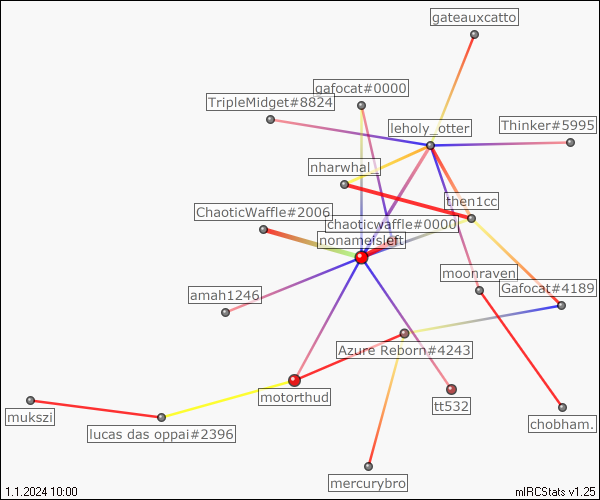 gateauxcatto
gafocat#0000
TripleMidget#8824
leholy_otter
Thinker#5995
nharwhal_
then1cc
ChaoticWaffle#2006
chaoticwaffle#0000
nonameisleft
moonraven
Gafocat#4189
amah1246
Azure Reborn#4243
motorthud
tt532
mukszi
chobham.
lucas das oppai#2396
mercurybro
1.1.2024 10:00
mIRCStats v1.25